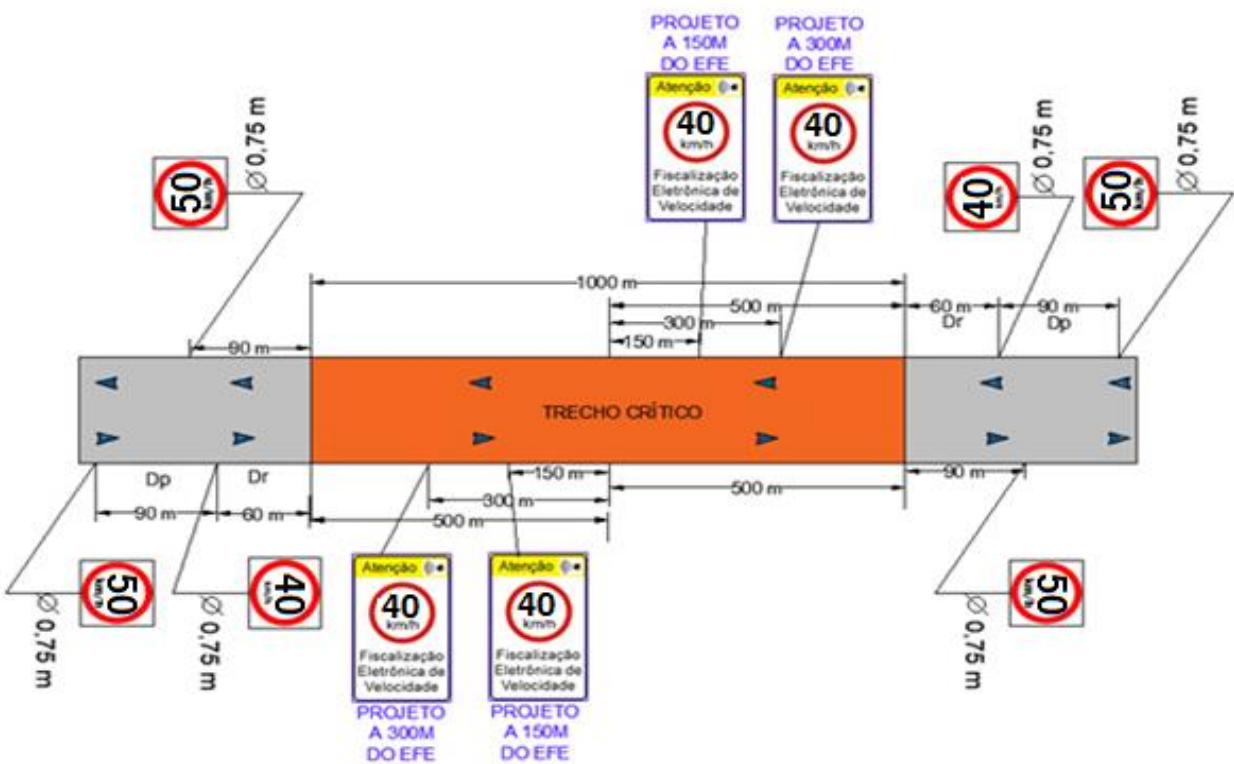 PROJETO
A 150M
DO EFE
PROJETO
A 300M
DO EFE
Atenção
40
km/h
Fiscalização
Eletrônica de
Velocidade
Atenção
40
km/h
Fiscalização
Eletrônica de
Velocidade
50
km/h
Ø 0,75 m
40
km/h
Ø 0,75 m
50
km/h
Ø 0,75 m
1000 m
500 m
60 m
90 m
Dr
Dp
300 m
150 m
90 m
TRECHO CRÍTICO
Dp
Dr
150 m
90 m
300 m
500 m
90 m
60 m
500 m
50
km/h
Ø 0,75 m
40
km/h
Ø 0,75 m
Atenção
40
km/h
Fiscalização
Eletrônica de
Velocidade
PROJETO
A 300M
DO EFE
Atenção
40
km/h
Fiscalização
Eletrônica de
Velocidade
PROJETO
A 150M
DO EFE
Ø 0,75 m
50
km/h